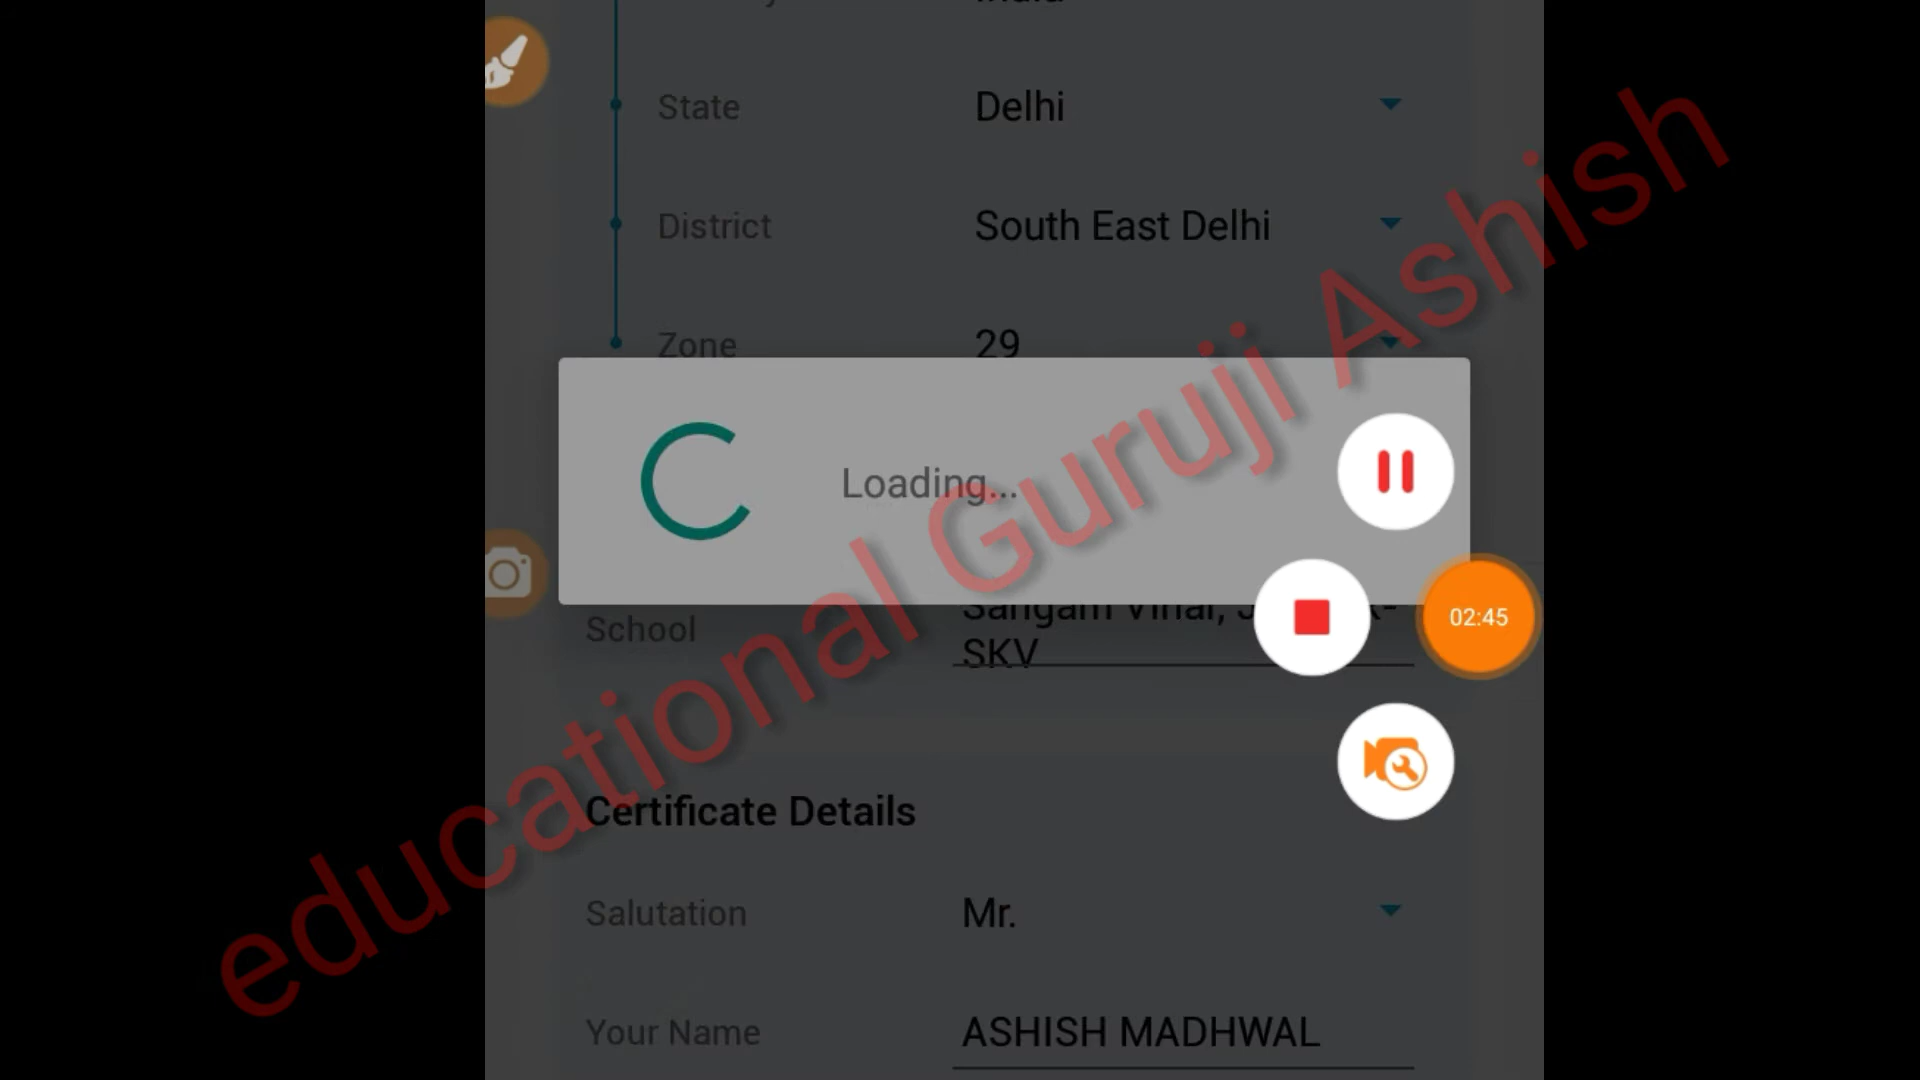 India
State
Delhi
District
South East Delhi
Zone
29
Loading...
02:45
School
Sangam Vihar,
SKV
Certificate Details
Salutation
Mr.
Your Name
ASHISH MADHWAL
educational Guruji Ashish